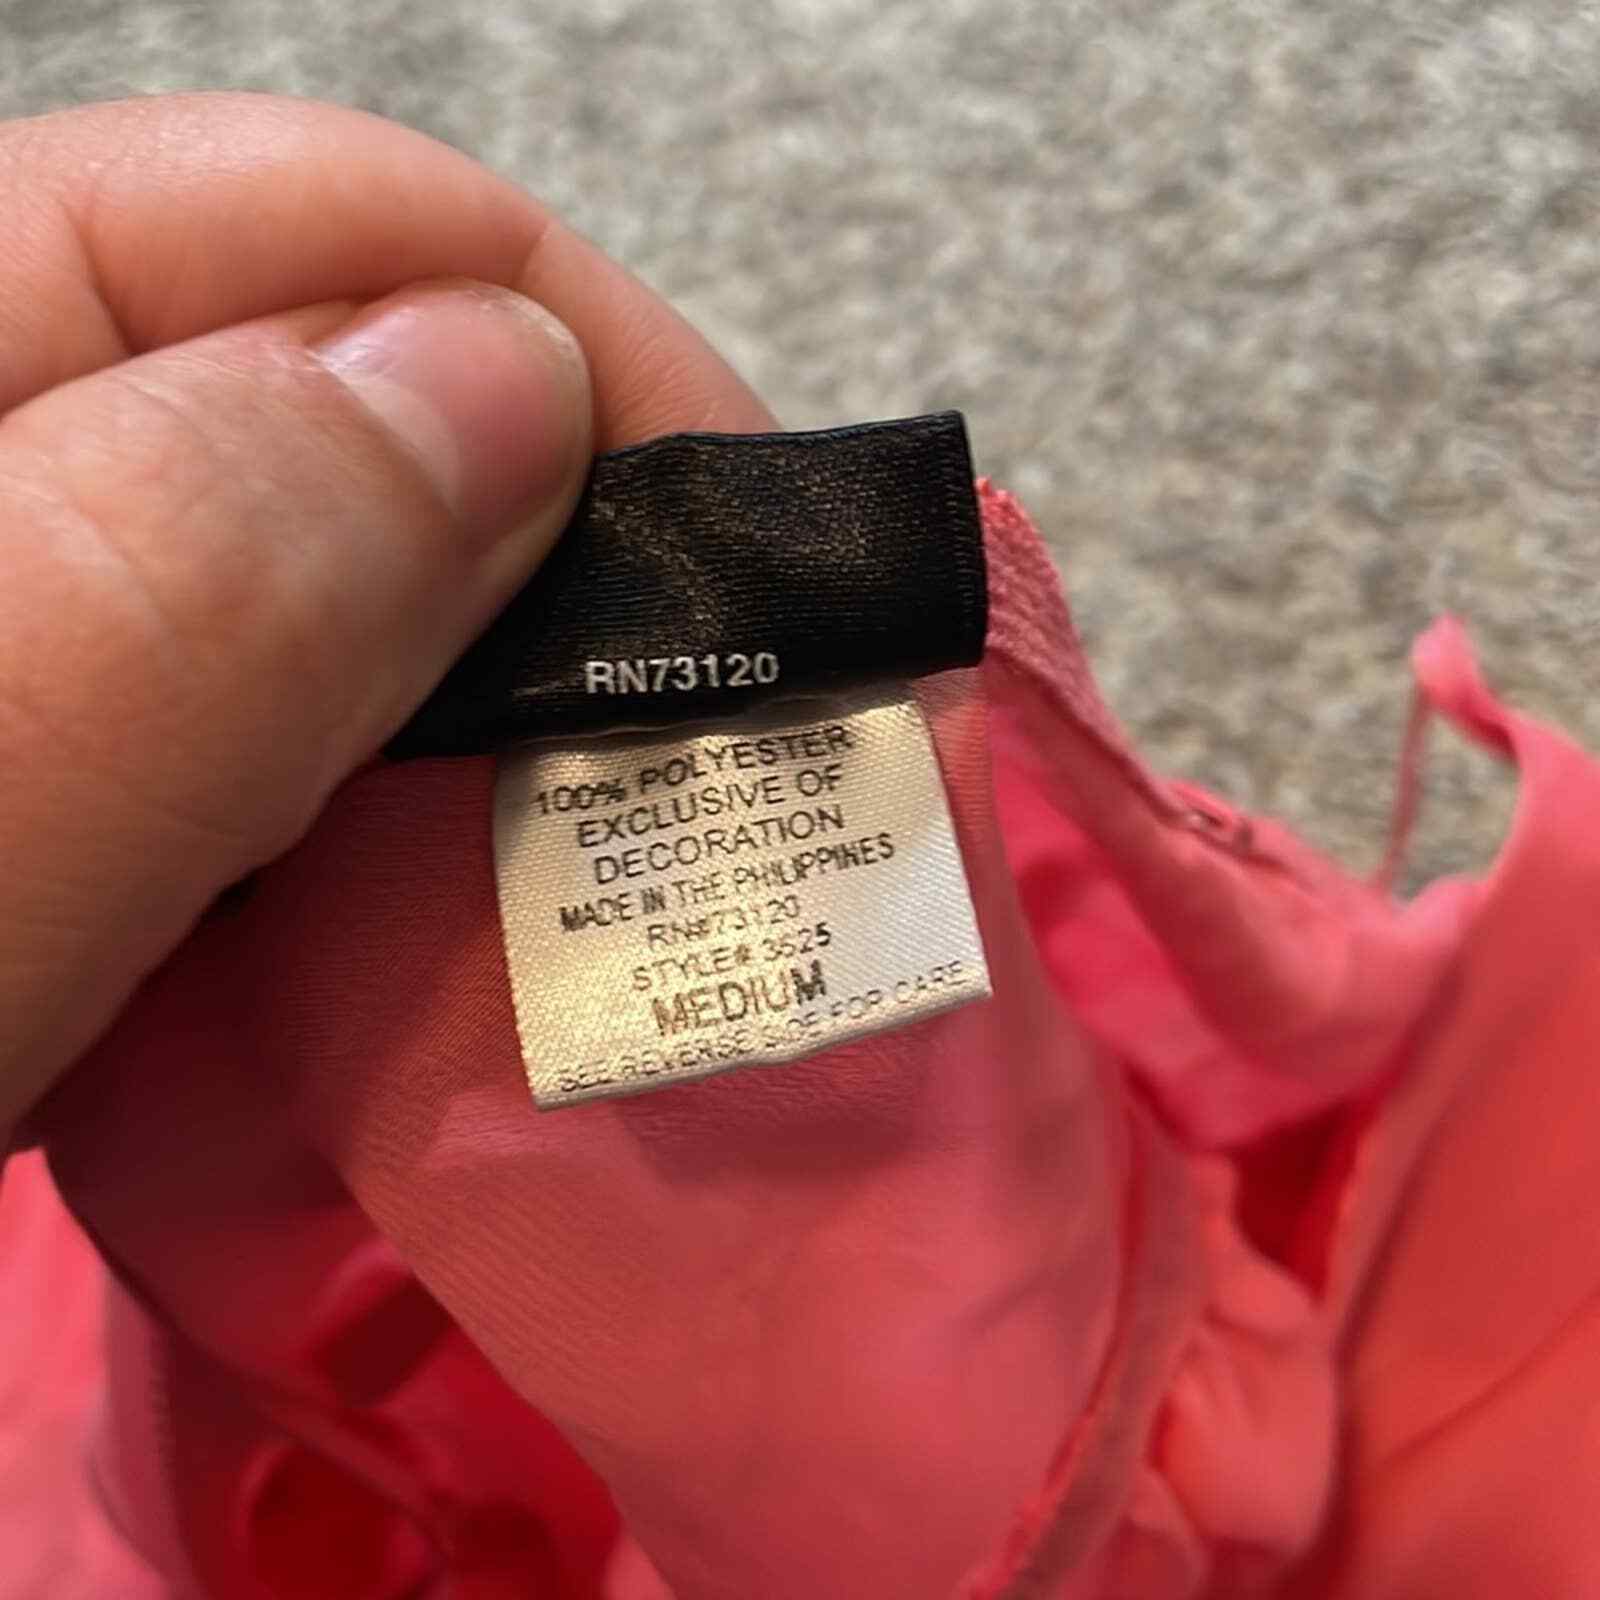 RN73120
100% POLYESTER
EXCLUSIVE OF
DECORATION
MADE IN THE PHILIPPINES
RN#73120
STYLE# 3525
MEDIUM
SEE REVERSE SIDE FOR CARE